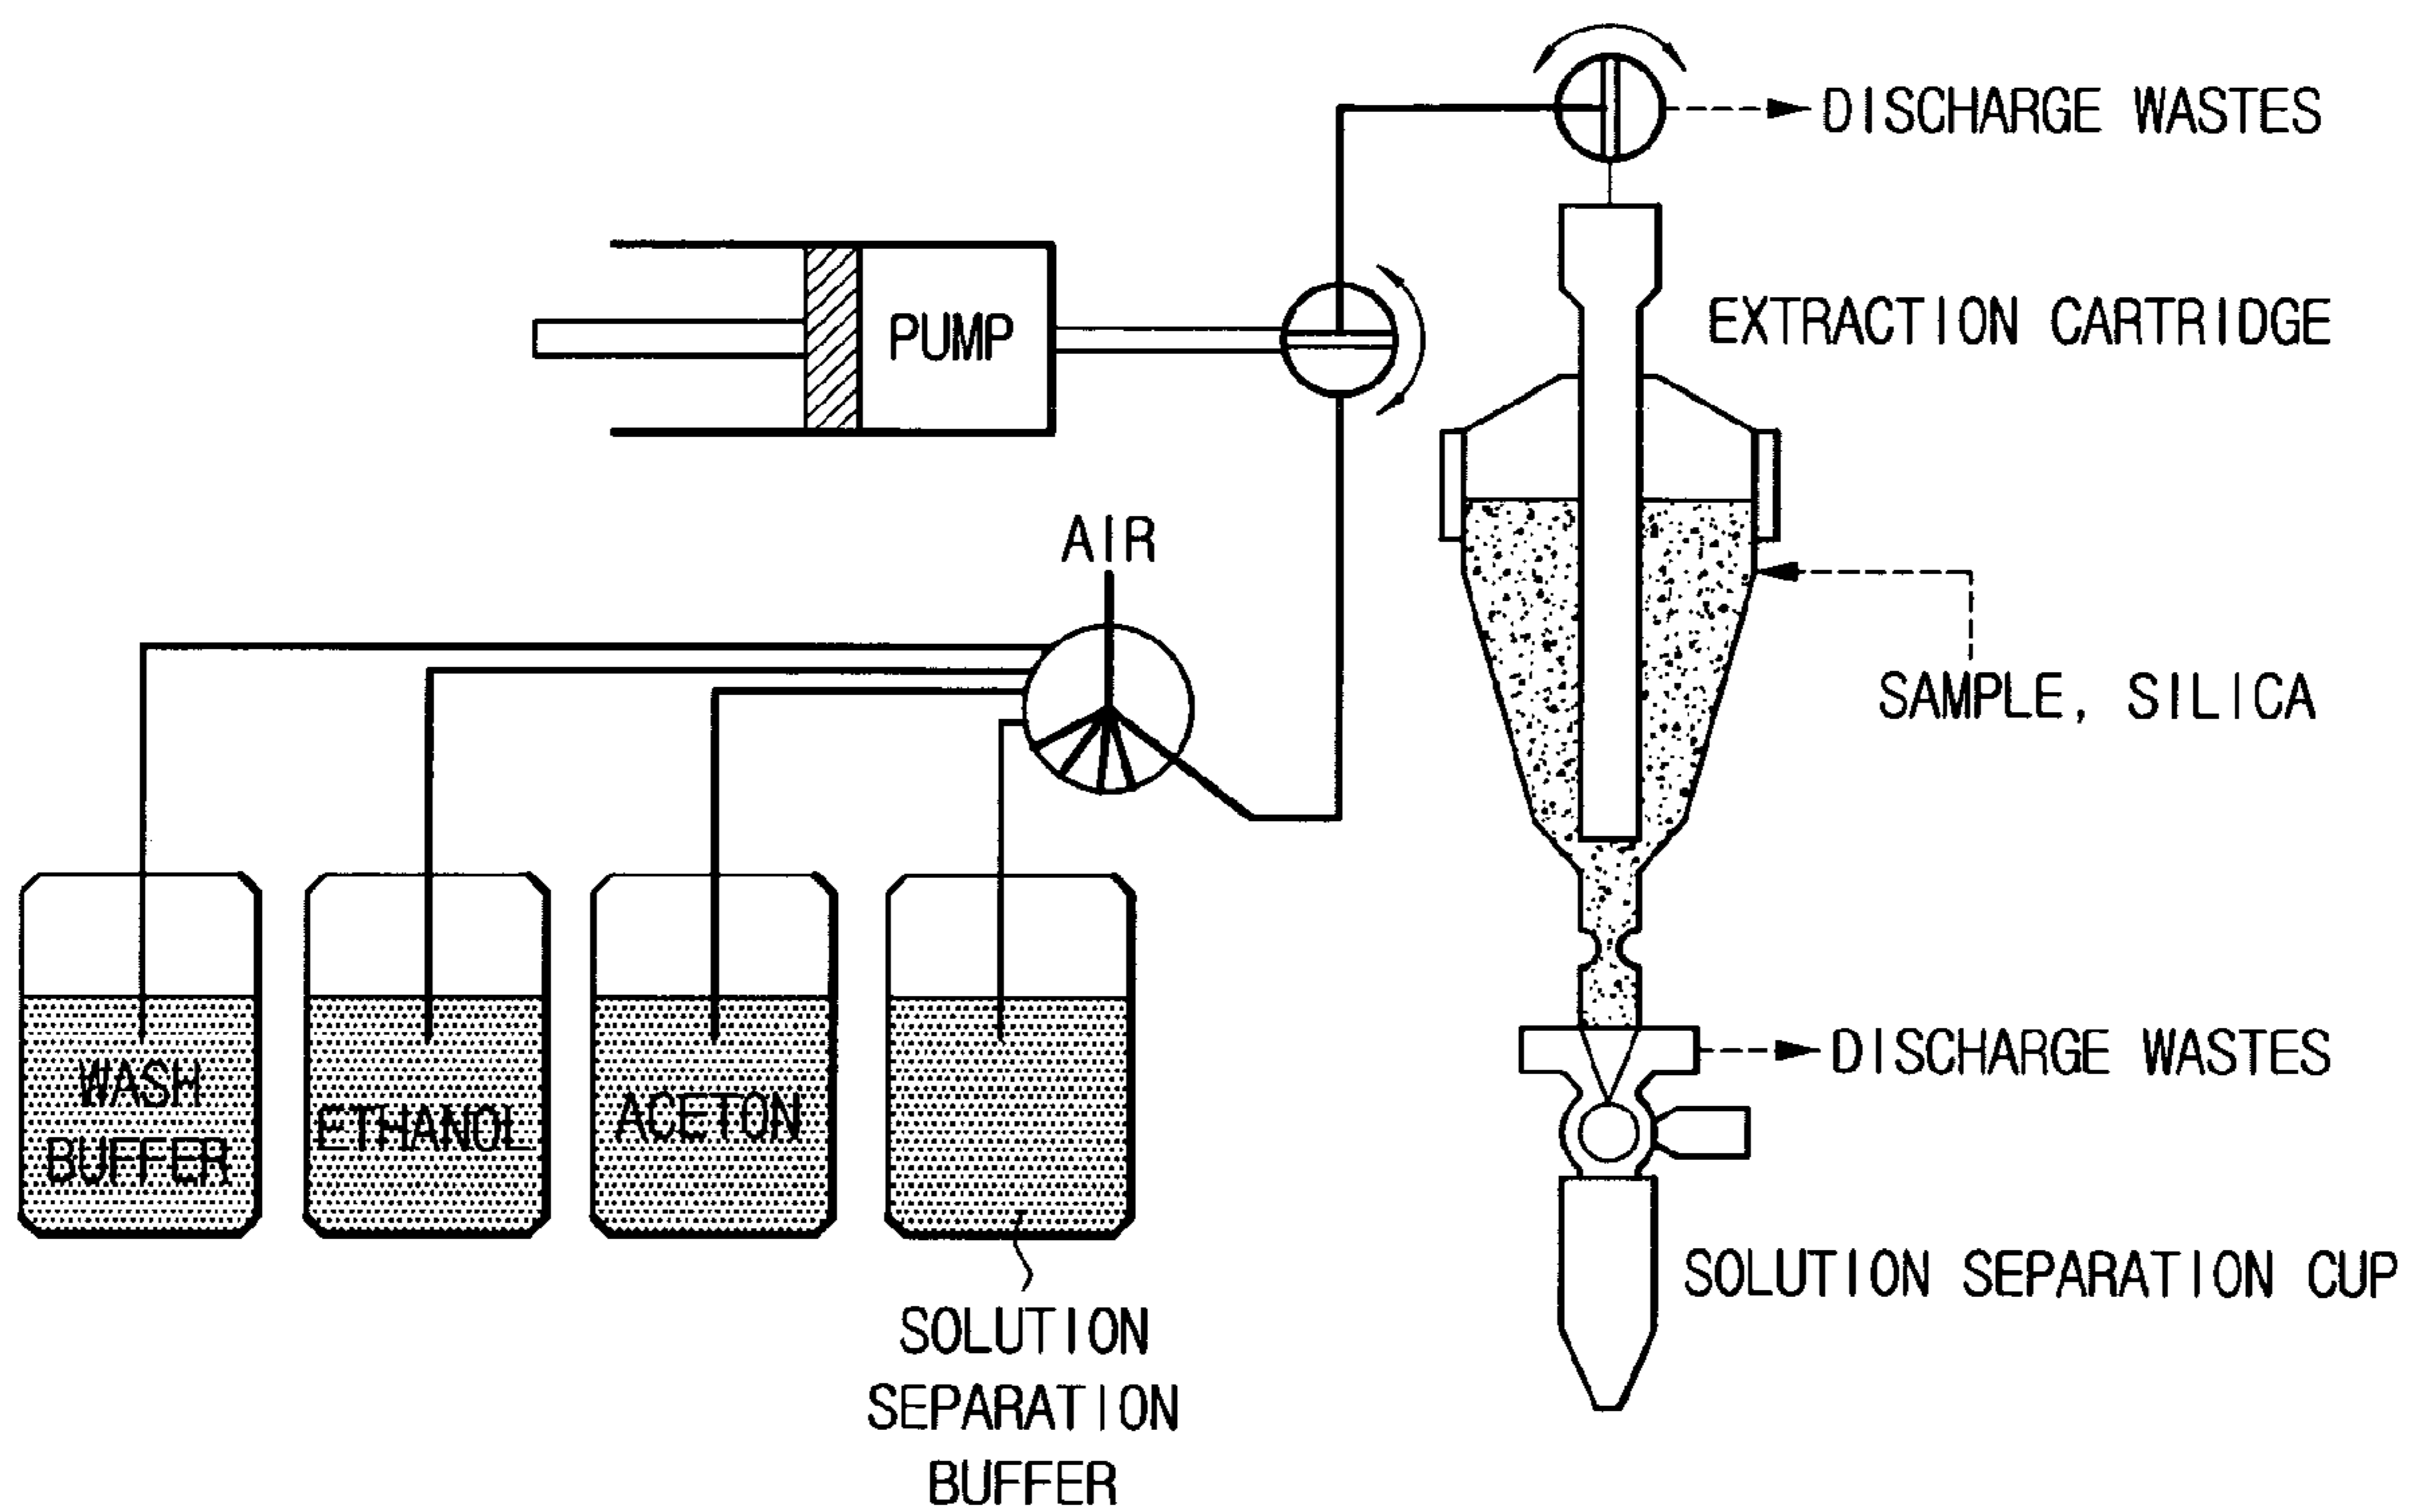 DISCHARGE WASTES
PUMP
EXTRACTION CARTRIDGE
AIR
SAMPLE, SILICA
WASH
BUFFER
ETHANOL
ACETON
DISCHARGE WASTES
SOLUTION SEPARATION CUP
SOLUTION
SEPARATION
BUFFER